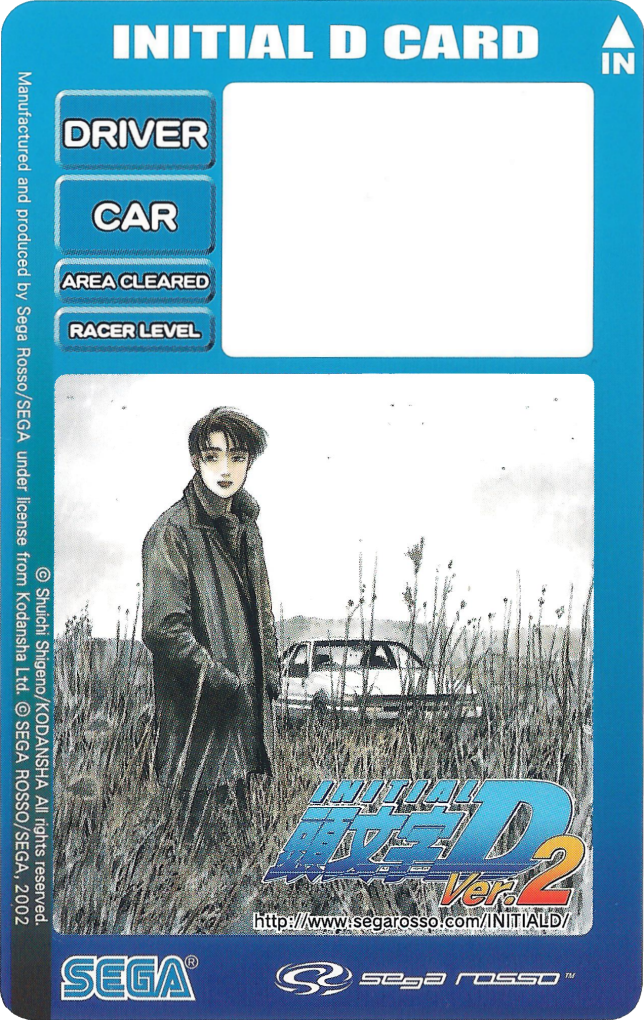 INITIAL D CARD
IN
DRIVER
CAR
AREA CLEARED
RACER LEVEL
Manufactured and produced by Sega Rosso/SEGA under license from Kodansha Ltd. © SEGA ROSSO/SEGA, 2002
© Shuichi Shigeno/KODANSHA All rights reserved.
INITIAL D
頭文字
Ver.2
http://www.segarosso.com/INITIALD/
SEGA®
sega rosso™